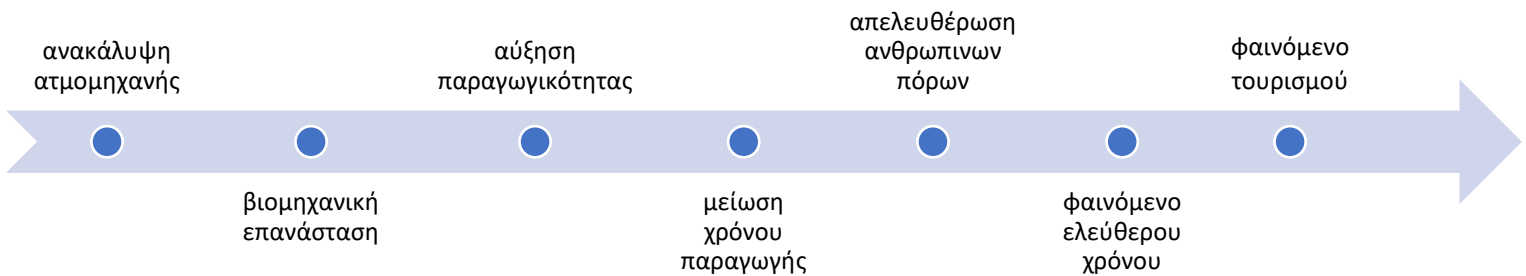 ανακάλυψη
ατμομηχανής
βιομηχανική
επανάσταση
αύξηση
παραγωγικότητας
μείωση
χρόνου
παραγωγής
απελευθέρωση
ανθρωπινων
πόρων
φαινόμενο
ελεύθερου
χρόνου
φαινόμενο
τουρισμού